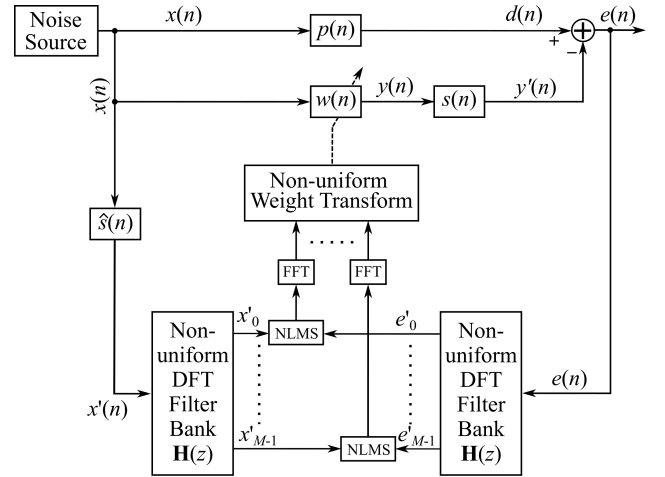 Noise
Source
x(n)
p(n)
d(n)
+
−
e(n)
x(n)
w(n)
y(n)
s(n)
y'(n)
Non-uniform
Weight Transform
ŝ(n)
FFT
FFT
x'(n)
Non-
uniform
DFT
Filter
Bank
H(z)
x'0
NLMS
e'0
x'M-1
NLMS
e'M-1
Non-
uniform
DFT
Filter
Bank
H(z)
e(n)